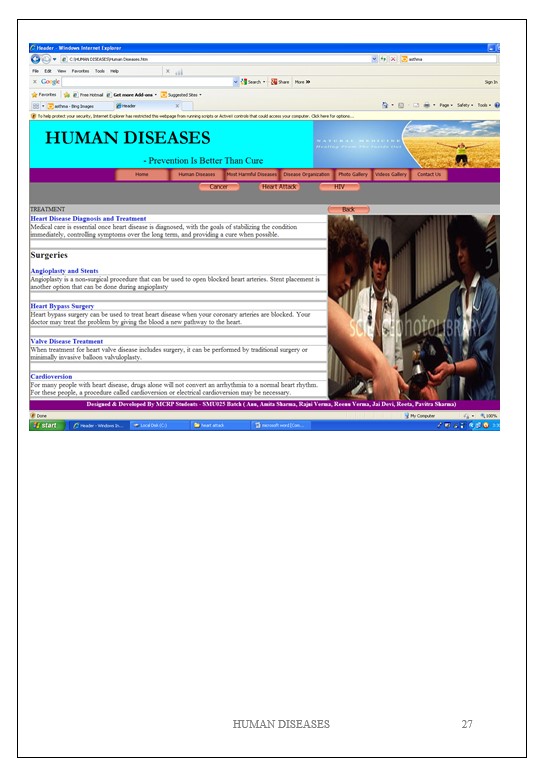 Header - Windows Internet Explorer
C:\HUMAN DISEASES\Human Diseases.htm
asthma
File Edit View Favorites Tools Help
Google Search Share More Sign In
Favorites Free Hotmail Get more Add-ons Suggested Sites
asthma - Bing Images Header Page Safety Tools
To help protect your security, Internet Explorer has restricted this webpage from running scripts or ActiveX controls that could access your computer. Click here for options...
HUMAN DISEASES
- Prevention Is Better Than Cure
NATURAL MEDICINE
Home Human Diseases Most Harmful Diseases Disease Organization Photo Gallery Videos Gallery Contact Us
Cancer Heart Attack HIV
TREATMENT Back
Heart Disease Diagnosis and Treatment
Medical care is essential once heart disease is diagnosed, with the goals of stabilizing the condition
immediately, controlling symptoms over the long term, and providing a cure when possible.
Surgeries
Angioplasty and Stents
Angioplasty is a non-surgical procedure that can be used to open blocked heart arteries. Stent placement is
another option that can be done during angioplasty
Heart Bypass Surgery
Heart bypass surgery can be used to treat heart disease when your coronary arteries are blocked. Your
doctor may treat the problem by giving the blood a new pathway to the heart.
Valve Disease Treatment
When treatment for heart valve disease includes surgery, it can be performed by traditional surgery or
minimally invasive balloon valvuloplasty.
Cardioversion
For many people with heart disease, drugs alone will not convert an arrhythmia to a normal heart rhythm.
For these people, a procedure called cardioversion or electrical cardioversion may be necessary.
SCIENCEPHOTOLIBRARY
Designed & Developed By MCRP Students - SMU025 Batch ( Anu, Amita Sharma, Rajni Verma, Reenu Verma, Jai Devi, Reeta, Pavitra Sharma)
Done My Computer 100%
start Header - Windows In... Local Disk (C:) heart attack microsoft word [Com...
HUMAN DISEASES 27